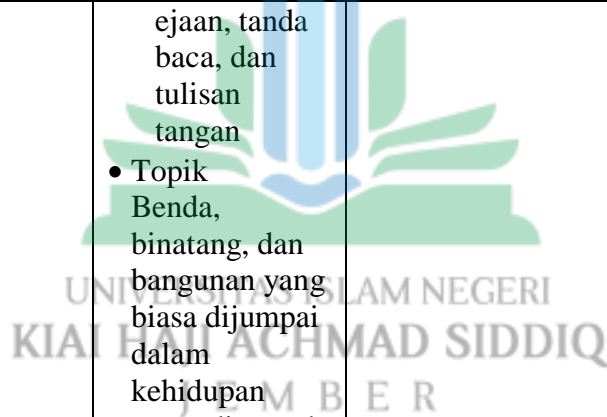 ejaan, tanda
baca, dan
tulisan
tangan
• Topik
Benda,
binatang, dan
bangunan yang
biasa dijumpai
dalam
kehidupan
UNIVERSITAS ISLAM NEGERI
KIAI HAJI ACHMAD SIDDIQ
JEMBER